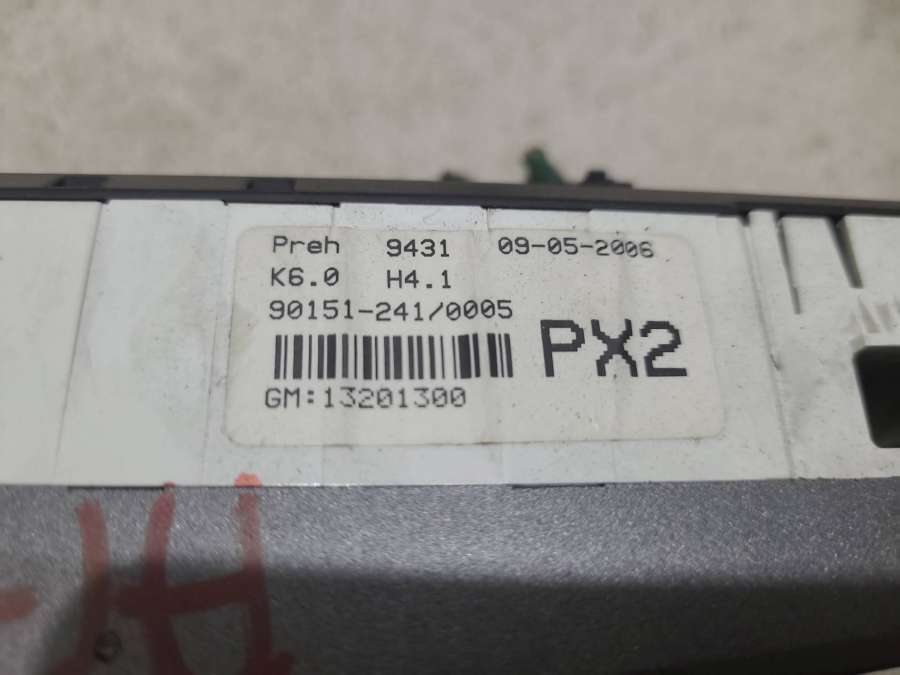 Preh 9431 09-05-2006
K6.0 H4.1
90151-241/0005
PX2
GM:13201300